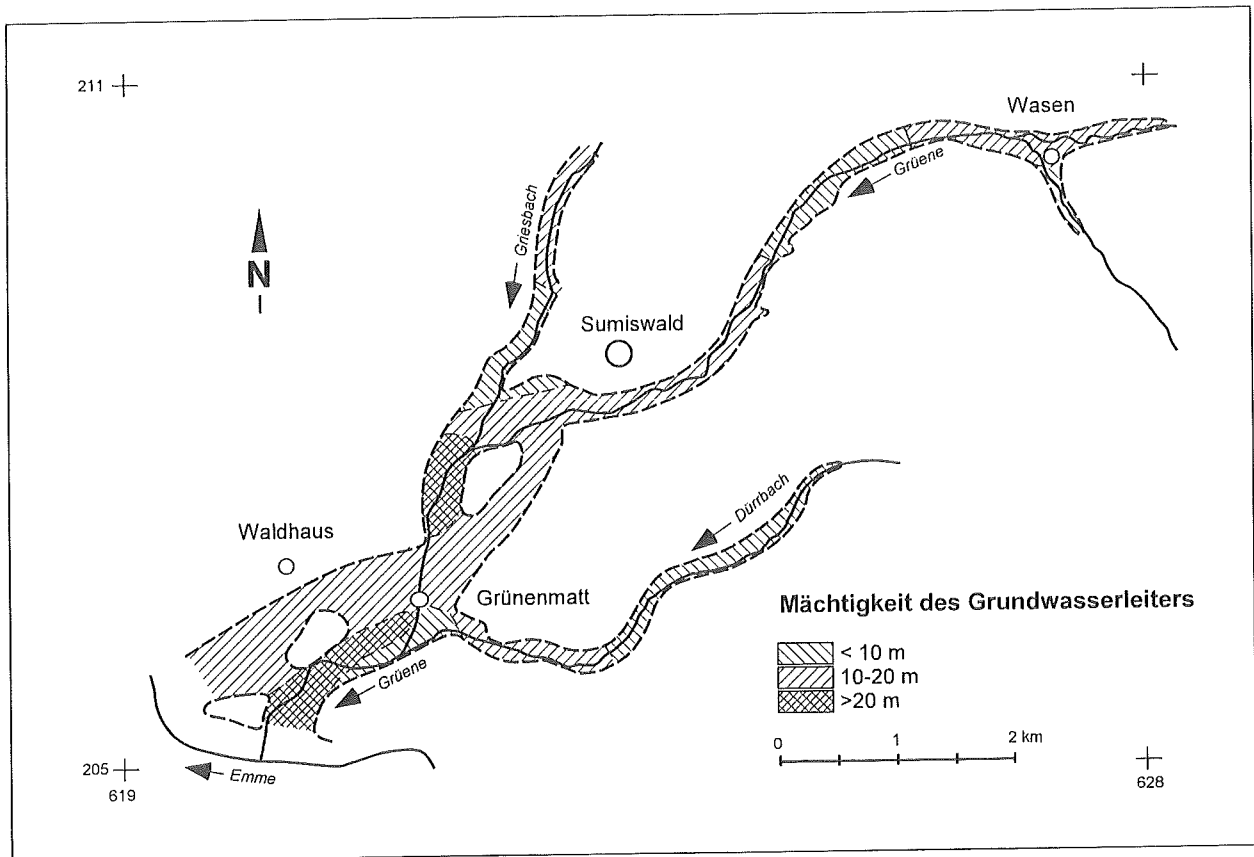 211
Wasen
Grüene
Griesbach
N
Sumiswald
Dürrbach
Waldhaus
Grünenmatt
Mächtigkeit des Grundwasserleiters
< 10 m
10-20 m
>20 m
Grüene
0 1 2 km
205
Emme
619
628